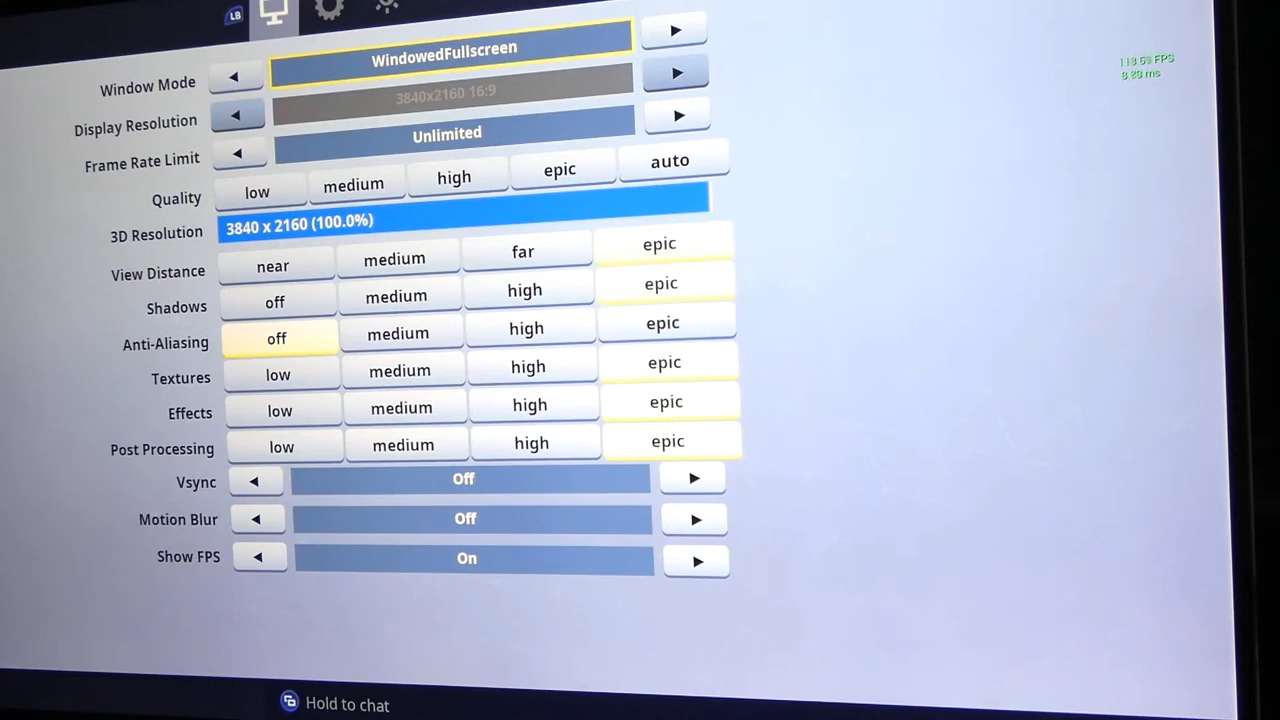 LB
Window Mode ◀ WindowedFullscreen ▶
Display Resolution ◀ 3840x2160 16:9 ▶
Frame Rate Limit ◀ Unlimited ▶
Quality low medium high epic auto
3D Resolution 3840 x 2160 (100.0%)
View Distance near medium far epic
Shadows off medium high epic
Anti-Aliasing off medium high epic
Textures low medium high epic
Effects low medium high epic
Post Processing low medium high epic
Vsync ◀ Off ▶
Motion Blur ◀ Off ▶
Show FPS ◀ On ▶
FPS
ms
Hold to chat